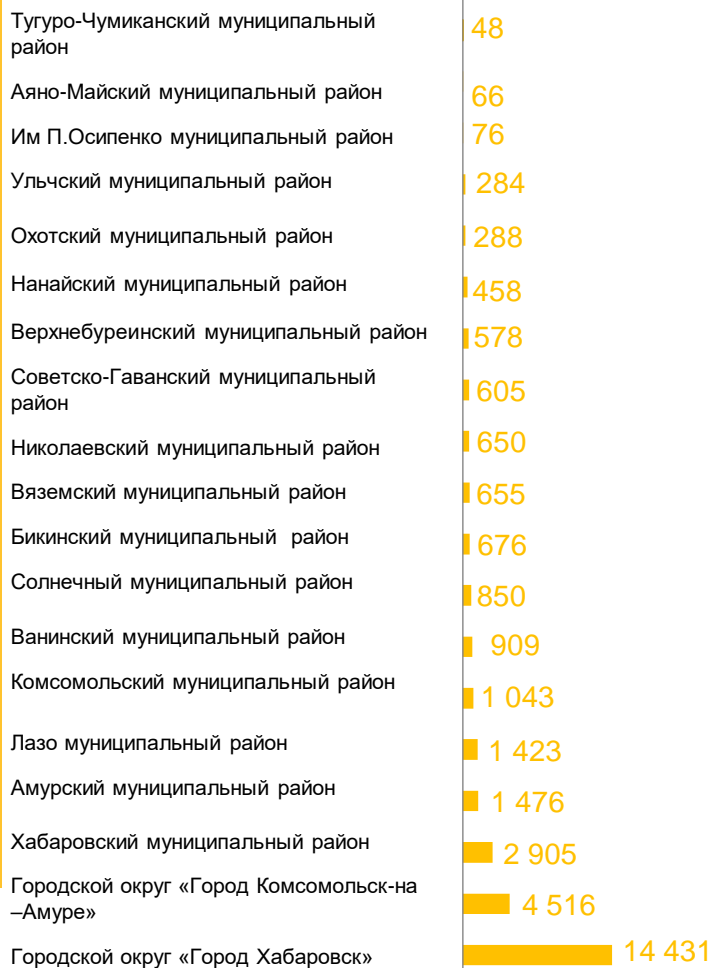 Тугуро-Чумиканский муниципальный
район
48
Аяно-Майский муниципальный район
66
Им П.Осипенко муниципальный район
76
Ульчский муниципальный район
284
Охотский муниципальный район
288
Нанайский муниципальный район
458
Верхнебуреинский муниципальный район
578
Советско-Гаванский муниципальный
район
605
Николаевский муниципальный район
650
Вяземский муниципальный район
655
Бикинский муниципальный район
676
Солнечный муниципальный район
850
Ванинский муниципальный район
909
Комсомольский муниципальный район
1 043
Лазо муниципальный район
1 423
Амурский муниципальный район
1 476
Хабаровский муниципальный район
2 905
Городской округ «Город Комсомольск-на
–Амуре»
4 516
Городской округ «Город Хабаровск»
14 431